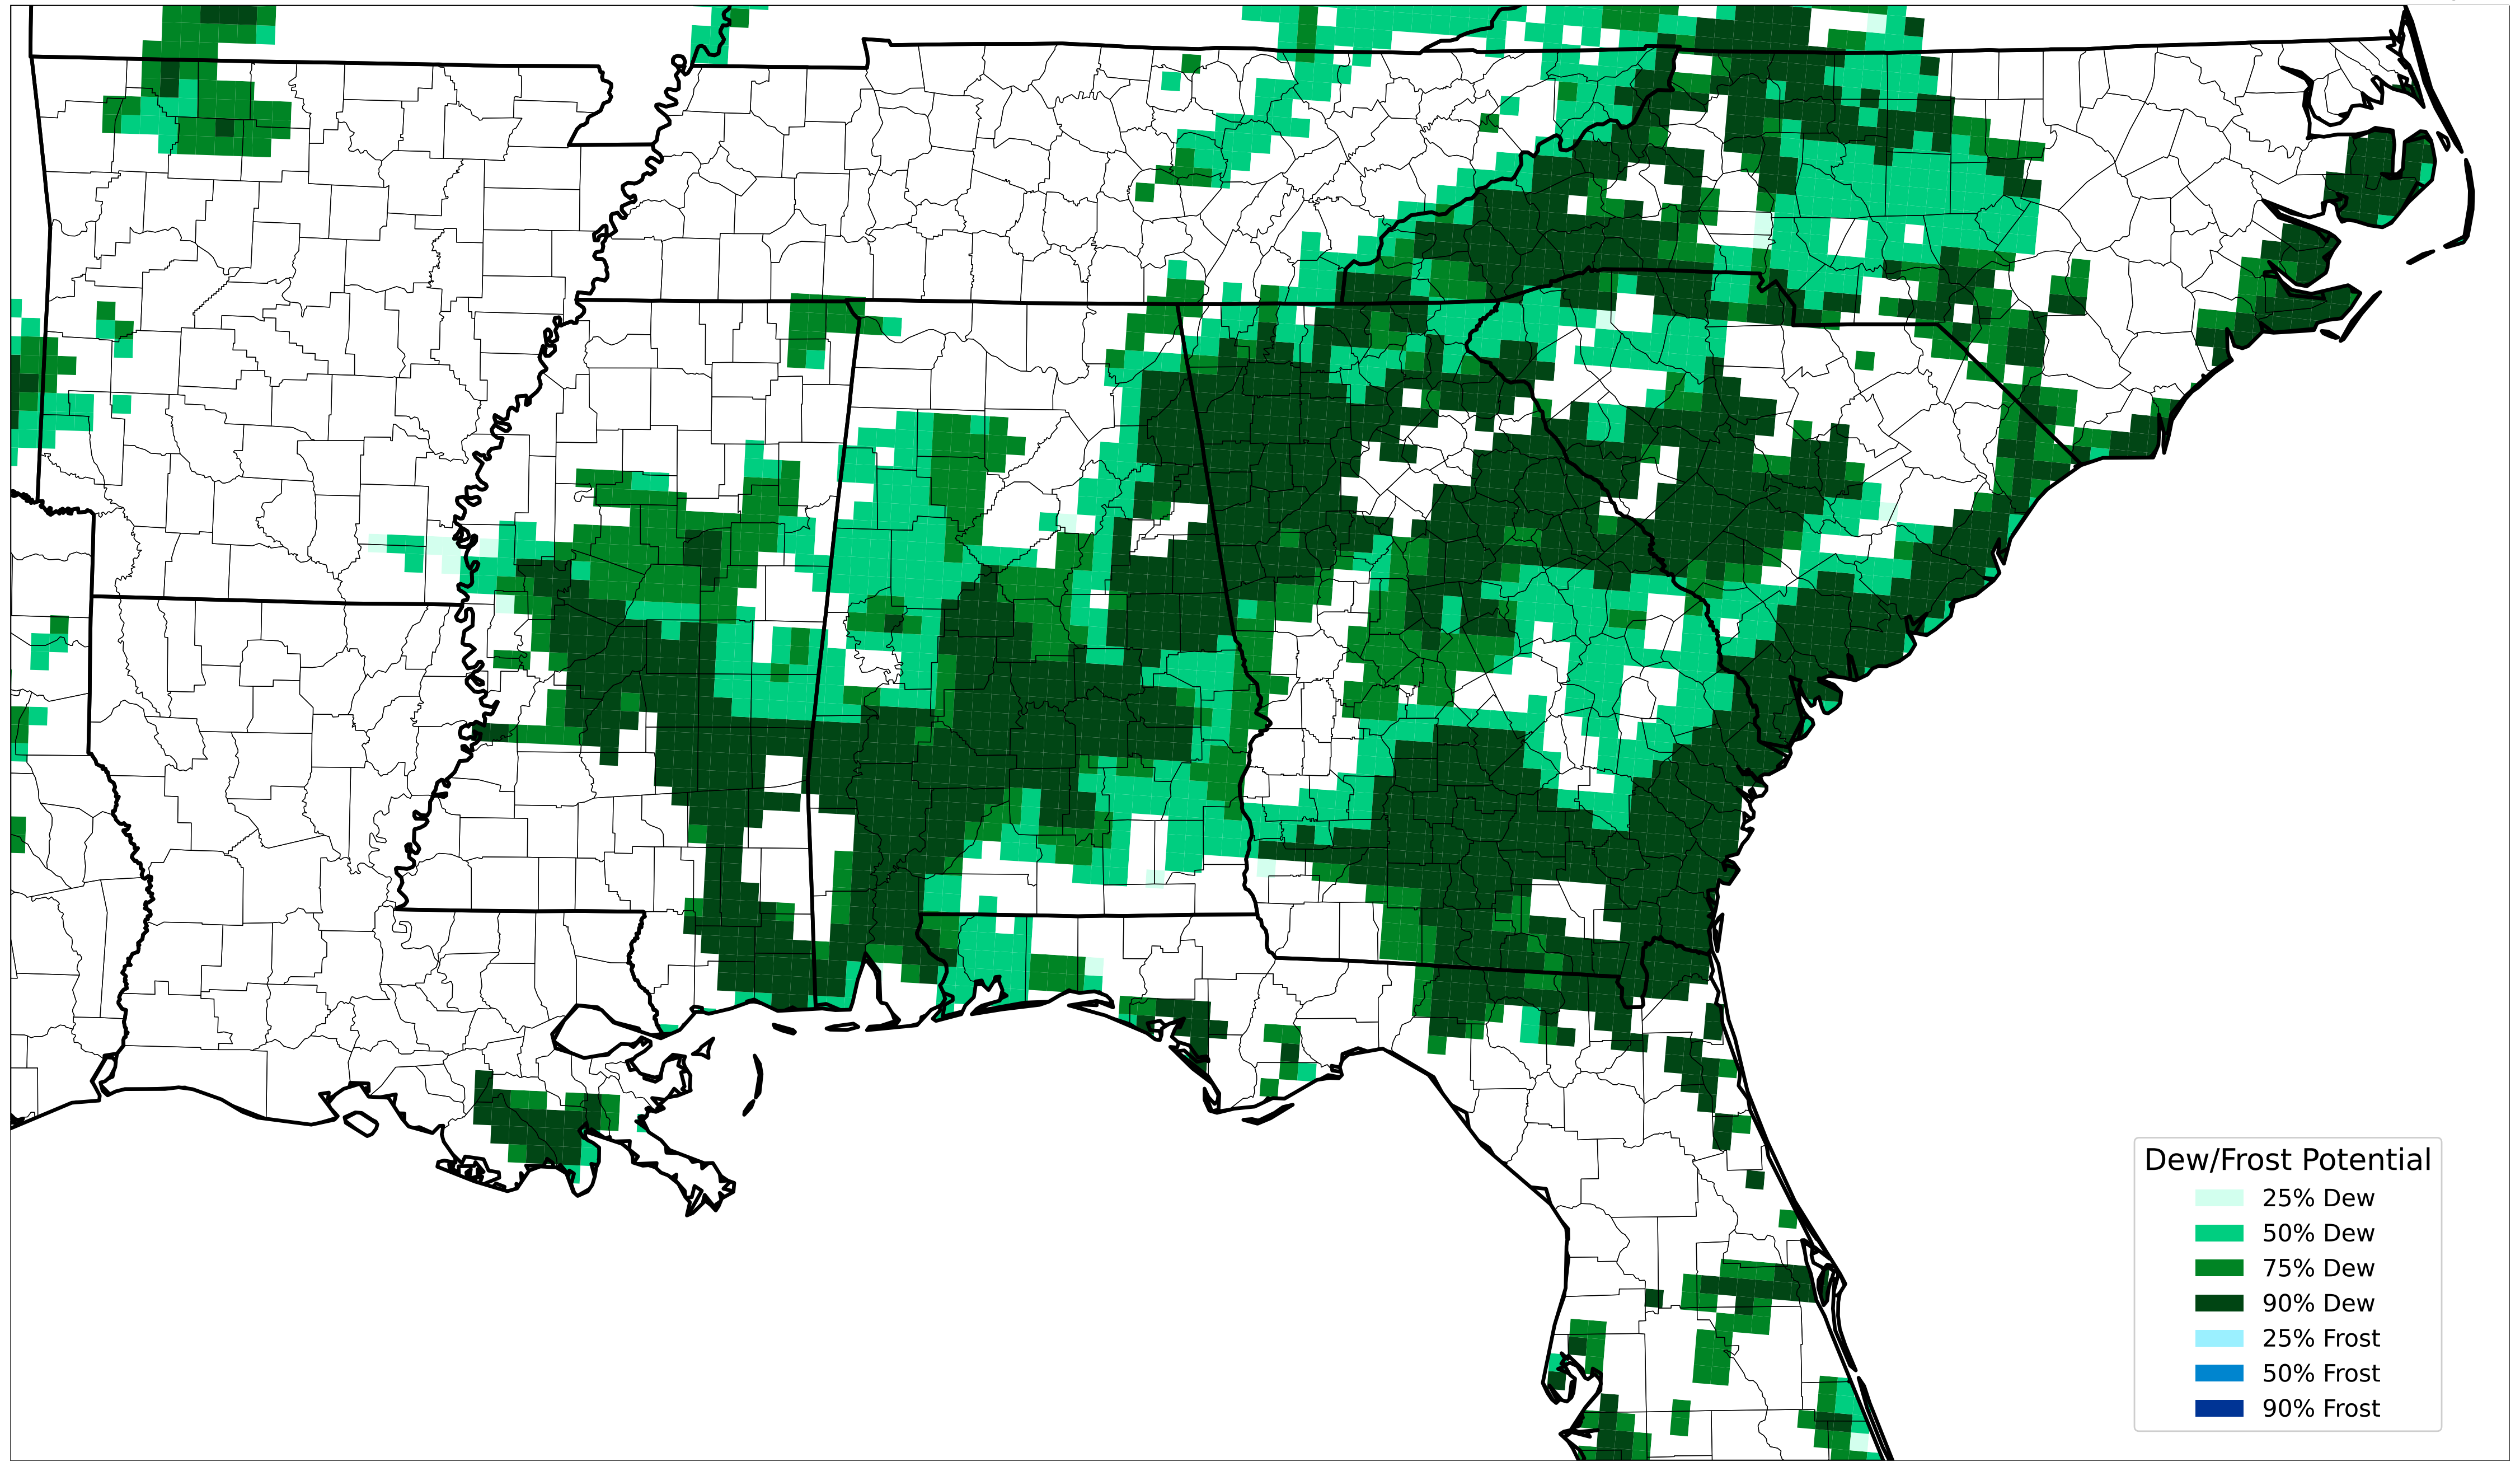 Dew/Frost Potential
25% Dew
50% Dew
75% Dew
90% Dew
25% Frost
50% Frost
90% Frost